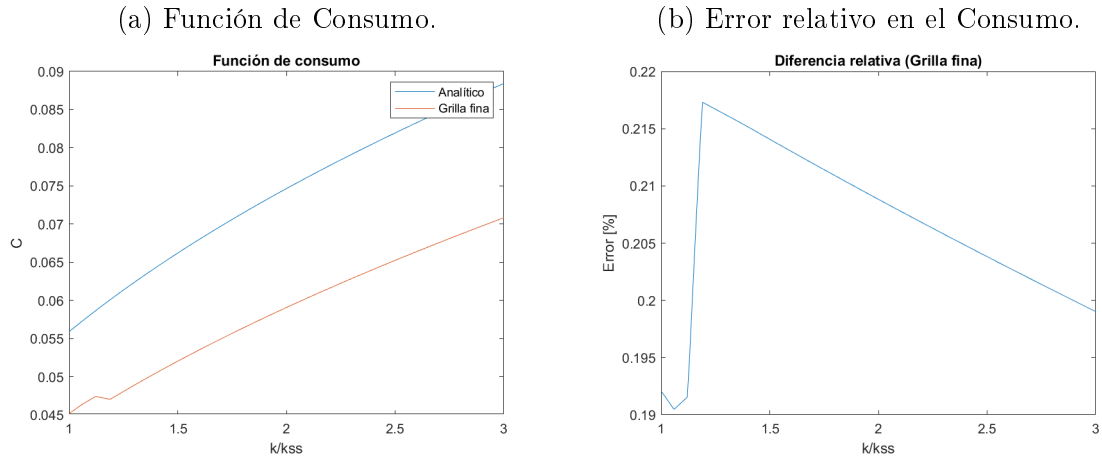 (a) Función de Consumo.
Función de consumo
0.09
0.085
0.08
0.075
0.07
0.065
0.06
0.055
0.05
0.045
C
1
1.5
2
2.5
3
k/kss
Analítico
Grilla fina
(b) Error relativo en el Consumo.
Diferencia relativa (Grilla fina)
0.22
0.215
0.21
0.205
0.2
0.195
0.19
Error [%]
1
1.5
2
2.5
3
k/kss